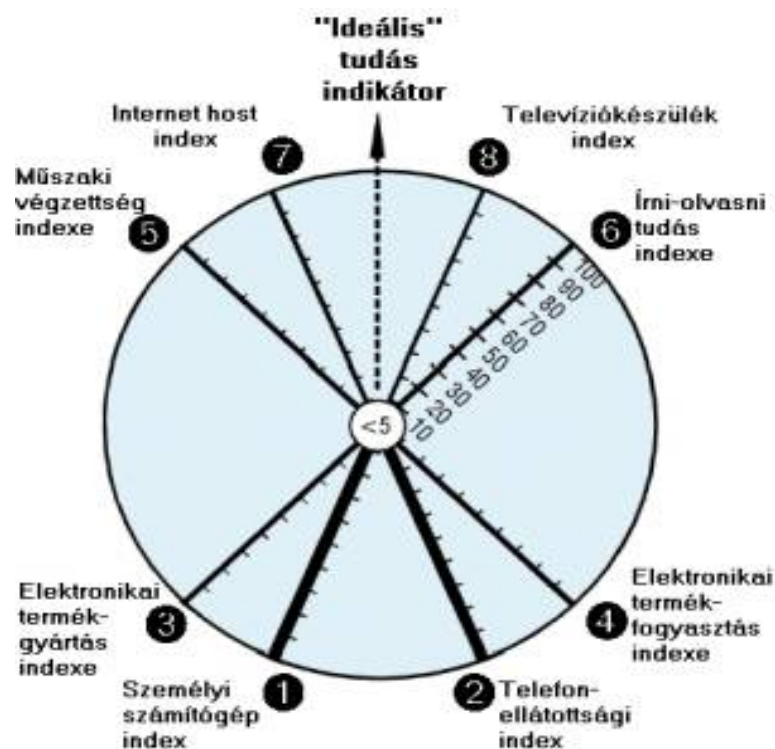 "Ideális"
tudás
indikátor
Internet host
index
7
8
Televíziókészülék
index
Műszaki
végzettség
indexe
5
6
Írni-olvasni
tudás
indexe
100
90
80
70
60
50
40
30
20
10
<5
Elektronikai
termék-
gyártás
indexe
3
4
Elektronikai
termék-
fogyasztás
indexe
Személyi
számítógép
index
1
2
Telefon-
ellátottsági
index